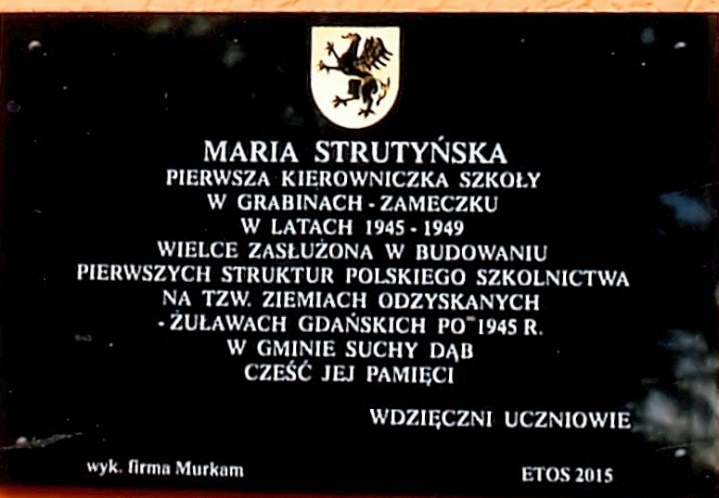 MARIA STRUTYŃSKA
PIERWSZA KIEROWNICZKA SZKOŁY
W GRABINACH - ZAMECZKU
W LATACH 1945 - 1949
WIELCE ZASŁUŻONA W BUDOWANIU
PIERWSZYCH STRUKTUR POLSKIEGO SZKOLNICTWA
NA TZW. ZIEMIACH ODZYSKANYCH
- ŻUŁAWACH GDAŃSKICH PO 1945 R.
W GMINIE SUCHY DĄB
CZEŚĆ JEJ PAMIĘCI
WDZIĘCZNI UCZNIOWIE
wyk. firma Murkam
ETOS 2015